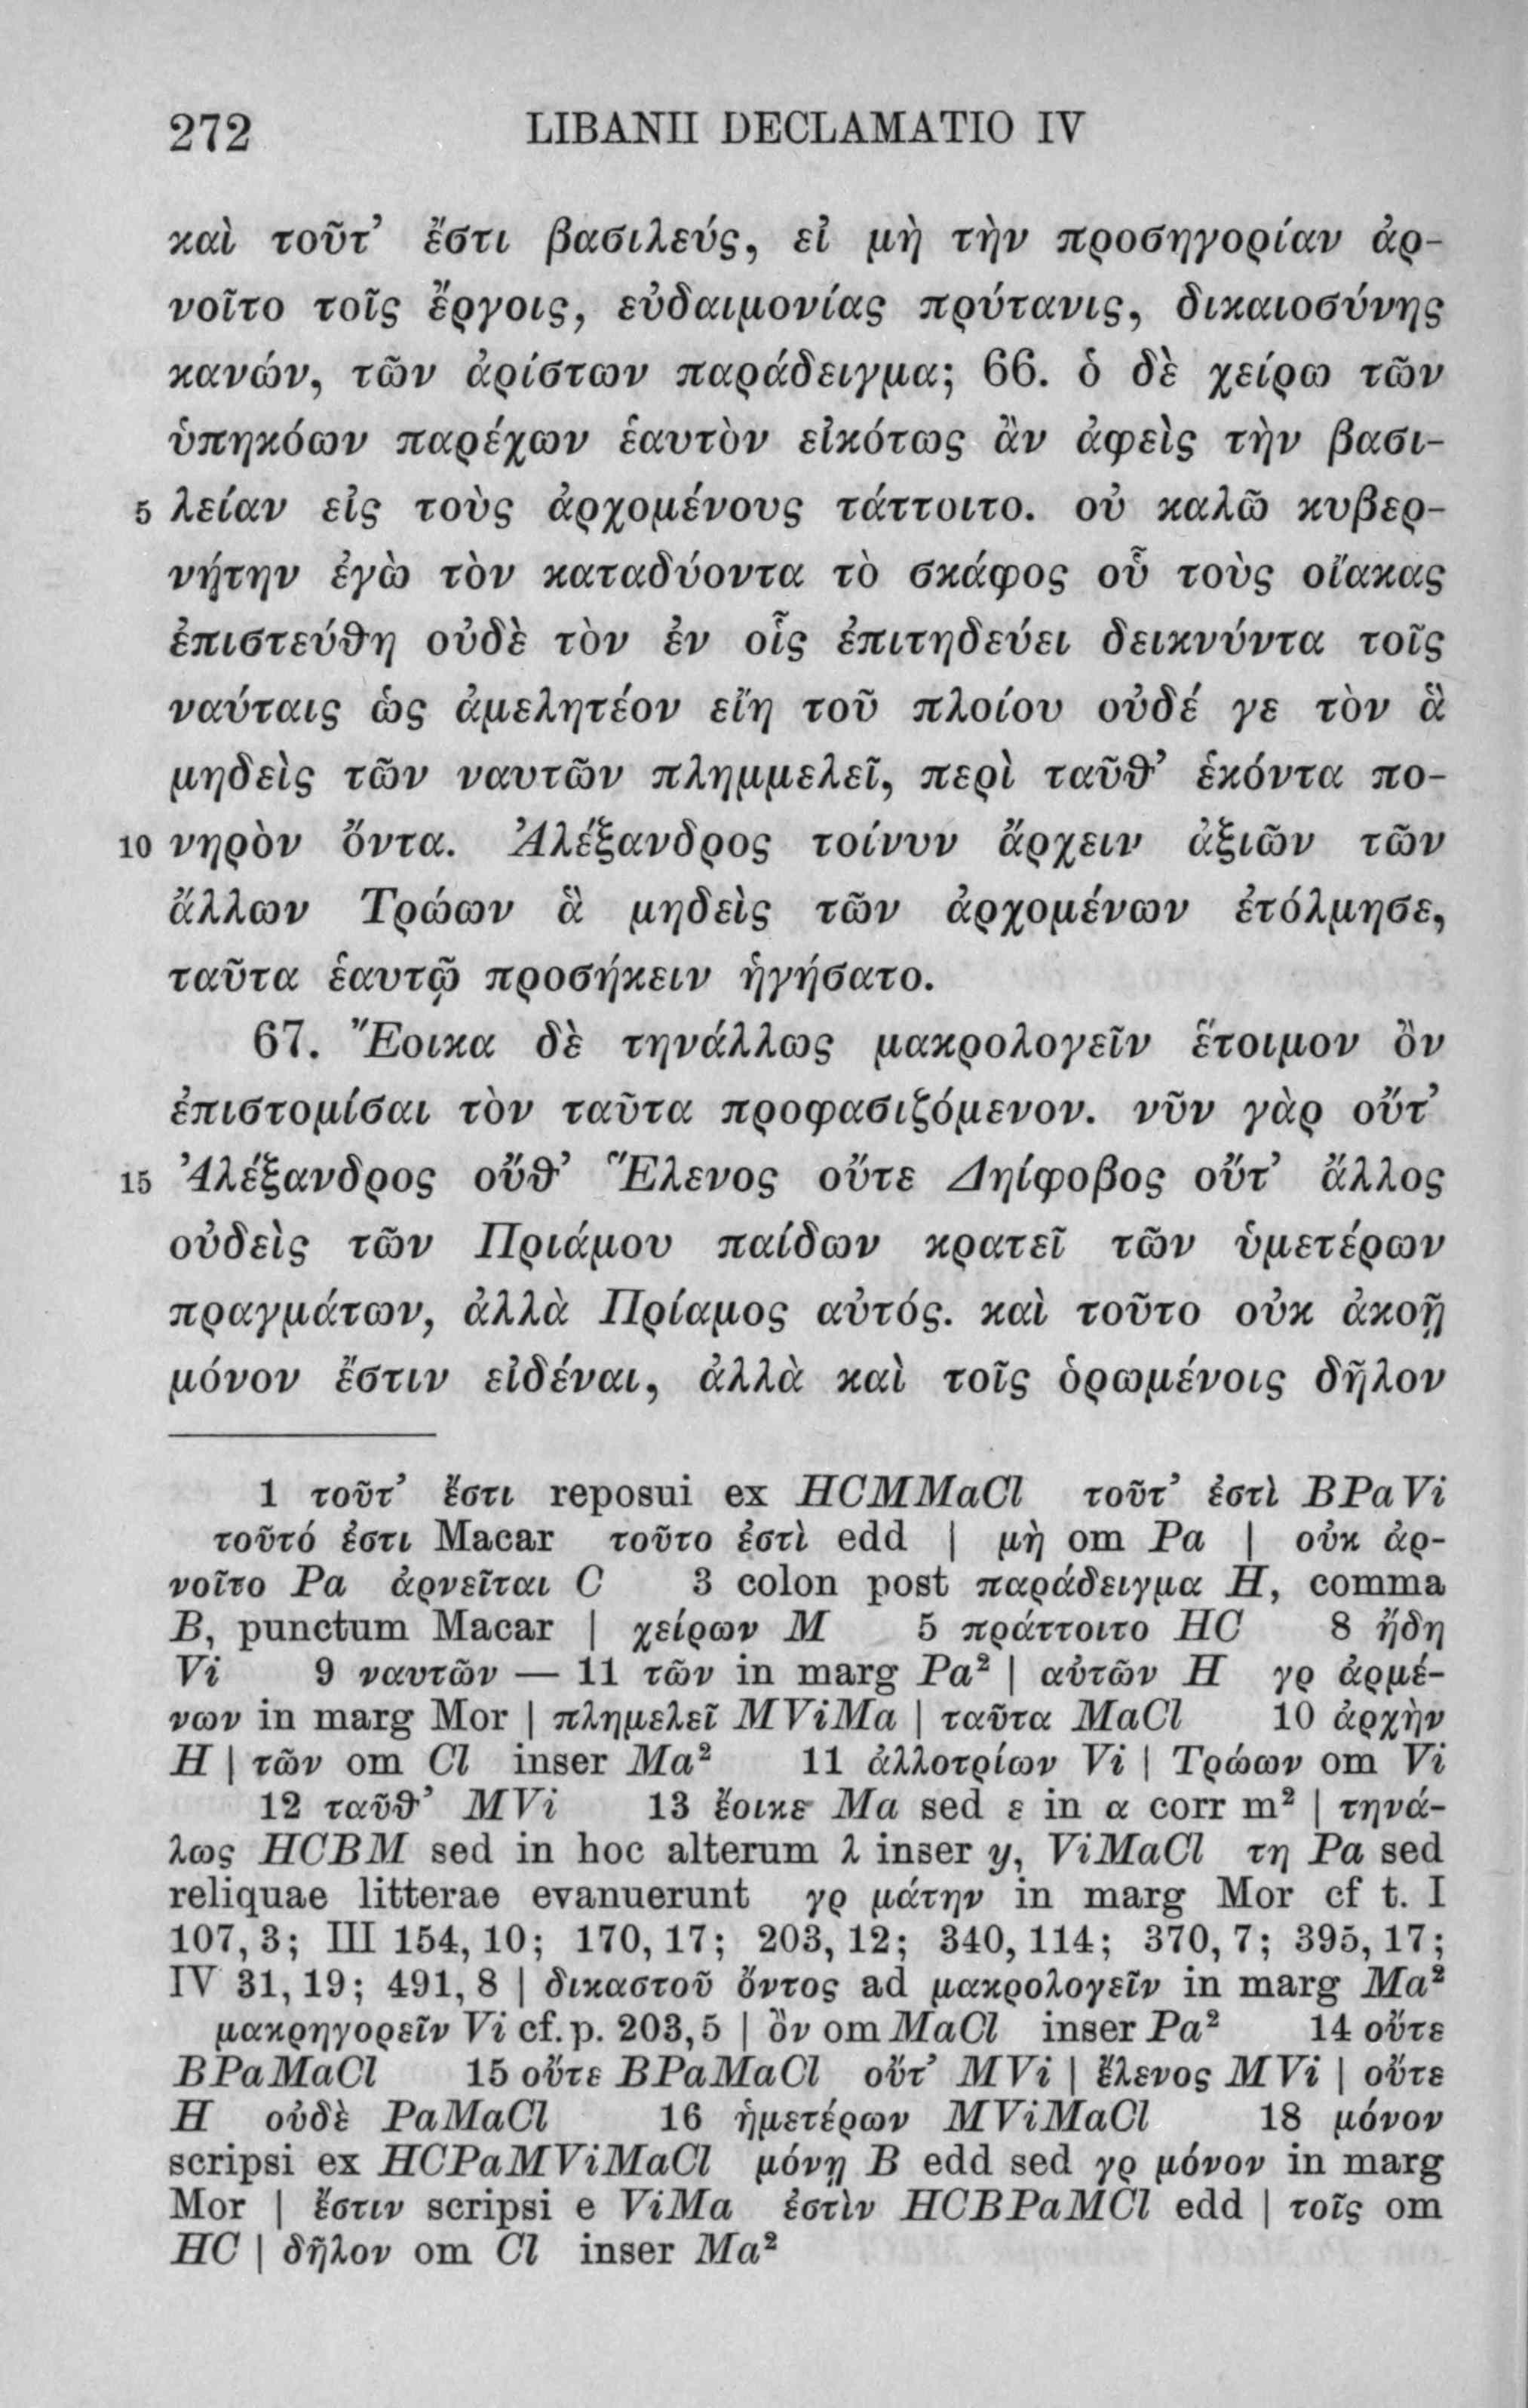 272 LIBANII DECLAMATIO IV
καὶ τοῦτ’ ἔστι βασιλεύς, εἰ μὴ τὴν προσηγορίαν ἀρ-
νοῖτο τοῖς ἔργοις, εὐδαιμονίας πρύτανις, δικαιοσύνης
κανών, τῶν ἀρίστων παράδειγμα; 66. ὁ δὲ χείρω τῶν
ὑπηκόων παρέχων ἑαυτὸν εἰκότως ἂν ἀφεὶς τὴν βασι-
5 λείαν εἰς τοὺς ἀρχομένους τάττοιτο. οὐ καλῶ κυβερ-
νήτην ἐγὼ τὸν καταδύοντα τὸ σκάφος οὗ τοὺς οἴακας
ἐπιστεύθη οὐδὲ τὸν ἐν οἷς ἐπιτηδεύει δεικνύντα τοῖς
ναύταις ὡς ἀμελητέον εἴη τοῦ πλοίου οὐδέ γε τὸν ἃ
μηδεὶς τῶν ναυτῶν πλημμελεῖ, περὶ ταῦθ’ ἑκόντα πο-
10 νηρὸν ὄντα. Ἀλέξανδρος τοίνυν ἄρχειν ἀξιῶν τῶν
ἄλλων Τρώων ἃ μηδεὶς τῶν ἀρχομένων ἐτόλμησε,
ταῦτα ἑαυτῷ προσήκειν ἡγήσατο.
67. Ἔοικα δὲ τηνάλλως μακρολογεῖν ἕτοιμον ὂν
ἐπιστομίσαι τὸν ταῦτα προφασιζόμενον. νῦν γὰρ οὔτ’
15 Ἀλέξανδρος οὔθ’ Ἕλενος οὔτε Δηίφοβος οὔτ’ ἄλλος
οὐδεὶς τῶν Πριάμου παίδων κρατεῖ τῶν ὑμετέρων
πραγμάτων, ἀλλὰ Πρίαμος αὐτός. καὶ τοῦτο οὐκ ἀκοῇ
μόνον ἔστιν εἰδέναι, ἀλλὰ καὶ τοῖς ὁρωμένοις δῆλον
1 τοῦτ’ ἔστι reposui ex HCMMaCl τοῦτ’ ἐστὶ BPaVi
τοῦτό ἐστι Macar τοῦτο ἐστὶ edd | μὴ om Pa | οὐκ ἀρ-
νοῖτο Pa ἀρνεῖται C 3 colon post παράδειγμα H, comma
B, punctum Macar | χείρων M 5 πράττοιτο HC 8 ἤδη
Vi 9 ναυτῶν — 11 τῶν in marg Pa² | αὐτῶν H γρ ἀρμέ-
νων in marg Mor | πλημελεῖ MViMa | ταῦτα MaCl 10 ἀρχὴν
H | τῶν om Cl inser Ma² 11 ἀλλοτρίων Vi | Τρώων om Vi
12 ταῦθ’ MVi 13 ἔοικε Ma sed ε in α corr m² | τηνά-
λως HCBM sed in hoc alterum λ inser y, ViMaCl τη Pa sed
reliquae litterae evanuerunt γρ μάτην in marg Mor cf t. I
107, 3; III 154, 10; 170, 17; 203, 12; 340, 114; 370, 7; 395, 17;
IV 31, 19; 491, 8 | δικαστοῦ ὄντος ad μακρολογεῖν in marg Ma²
μακρηγορεῖν Vi cf. p. 203, 5 | ὂν om MaCl inser Pa² 14 οὔτε
BPaMaCl 15 οὔτε BPaMaCl οὔτ’ MVi | ἔλενος MVi | οὔτε
H οὐδὲ PaMaCl 16 ἡμετέρων MViMaCl 18 μόνον
scripsi ex HCPaMViMaCl μόνῃ B edd sed γρ μόνον in marg
Mor | ἔστιν scripsi e ViMa ἐστὶν HCBPaMCl edd | τοῖς om
HC | δῆλον om Cl inser Ma²